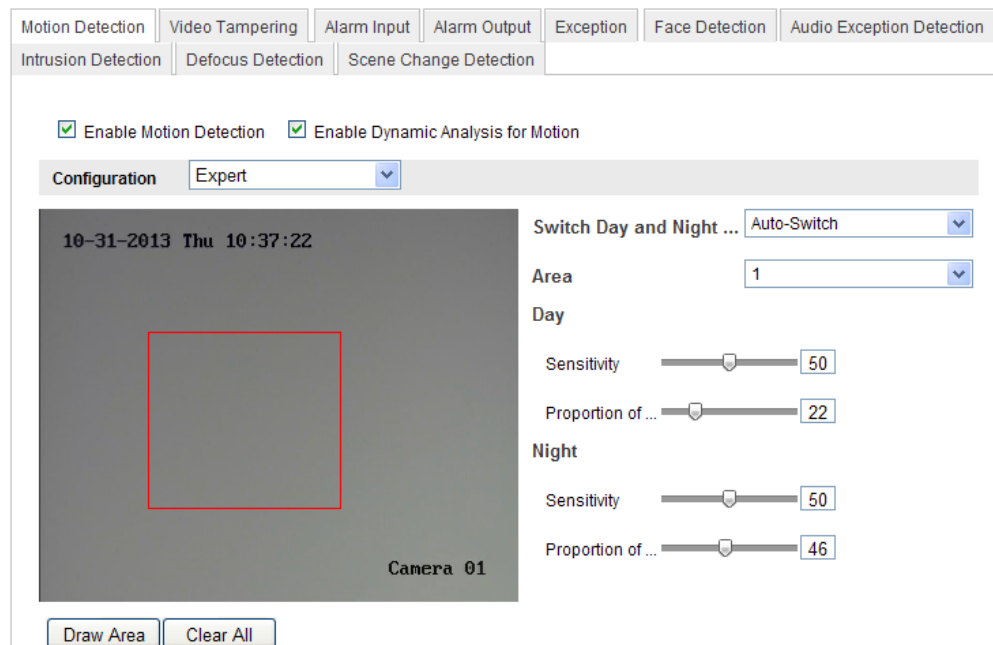 Motion Detection Video Tampering Alarm Input Alarm Output Exception Face Detection Audio Exception Detection
Intrusion Detection Defocus Detection Scene Change Detection
Enable Motion Detection Enable Dynamic Analysis for Motion
Configuration Expert
10-31-2013 Thu 10:37:22
Camera 01
Switch Day and Night ... Auto-Switch
Area 1
Day
Sensitivity 50
Proportion of ... 22
Night
Sensitivity 50
Proportion of ... 46
Draw Area Clear All